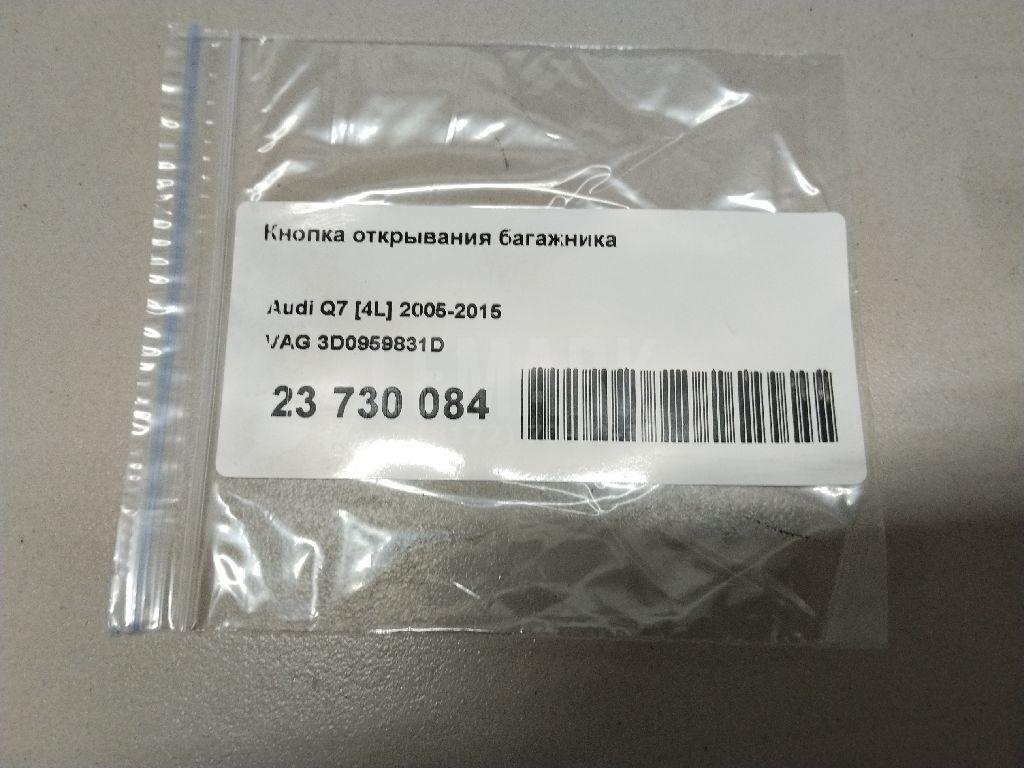 Кнопка открывания багажника
Audi Q7 [4L] 2005-2015
VAG 3D0959831D
23 730 084